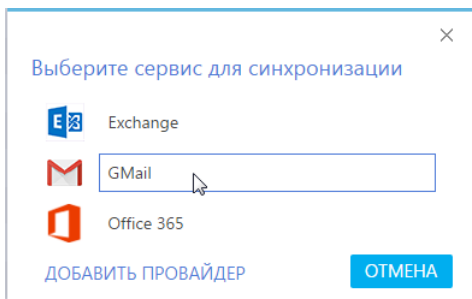 Выберите сервис для синхронизации
Exchange
GMail
Office 365
ДОБАВИТЬ ПРОВАЙДЕР
ОТМЕНА